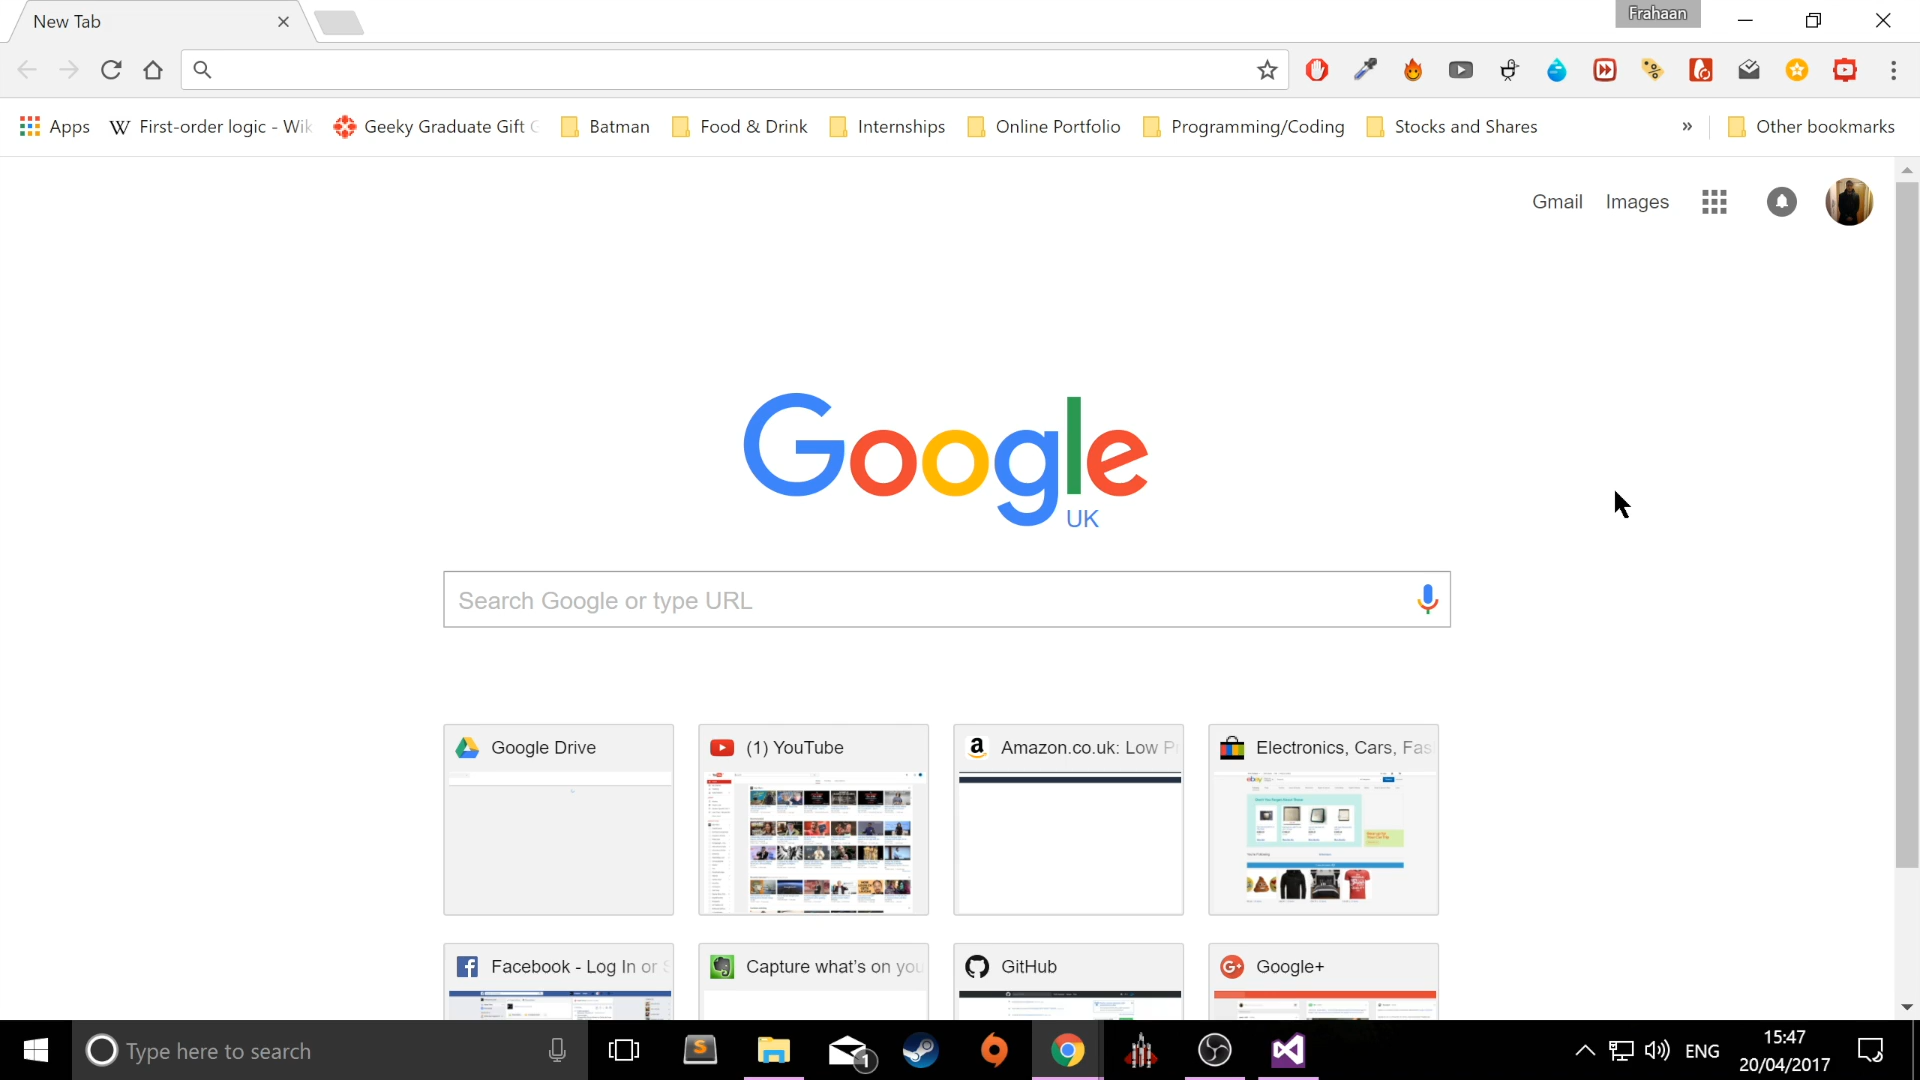 New Tab
Frahaan
Apps First-order logic - Wik Geeky Graduate Gift G Batman Food & Drink Internships Online Portfolio Programming/Coding Stocks and Shares » Other bookmarks
Gmail Images
Google
UK
Search Google or type URL
Google Drive (1) YouTube Amazon.co.uk: Low P Electronics, Cars, Fas
ebay
Facebook - Log In or S Capture what's on you GitHub Google+
Type here to search 1 ENG 15:47
20/04/2017